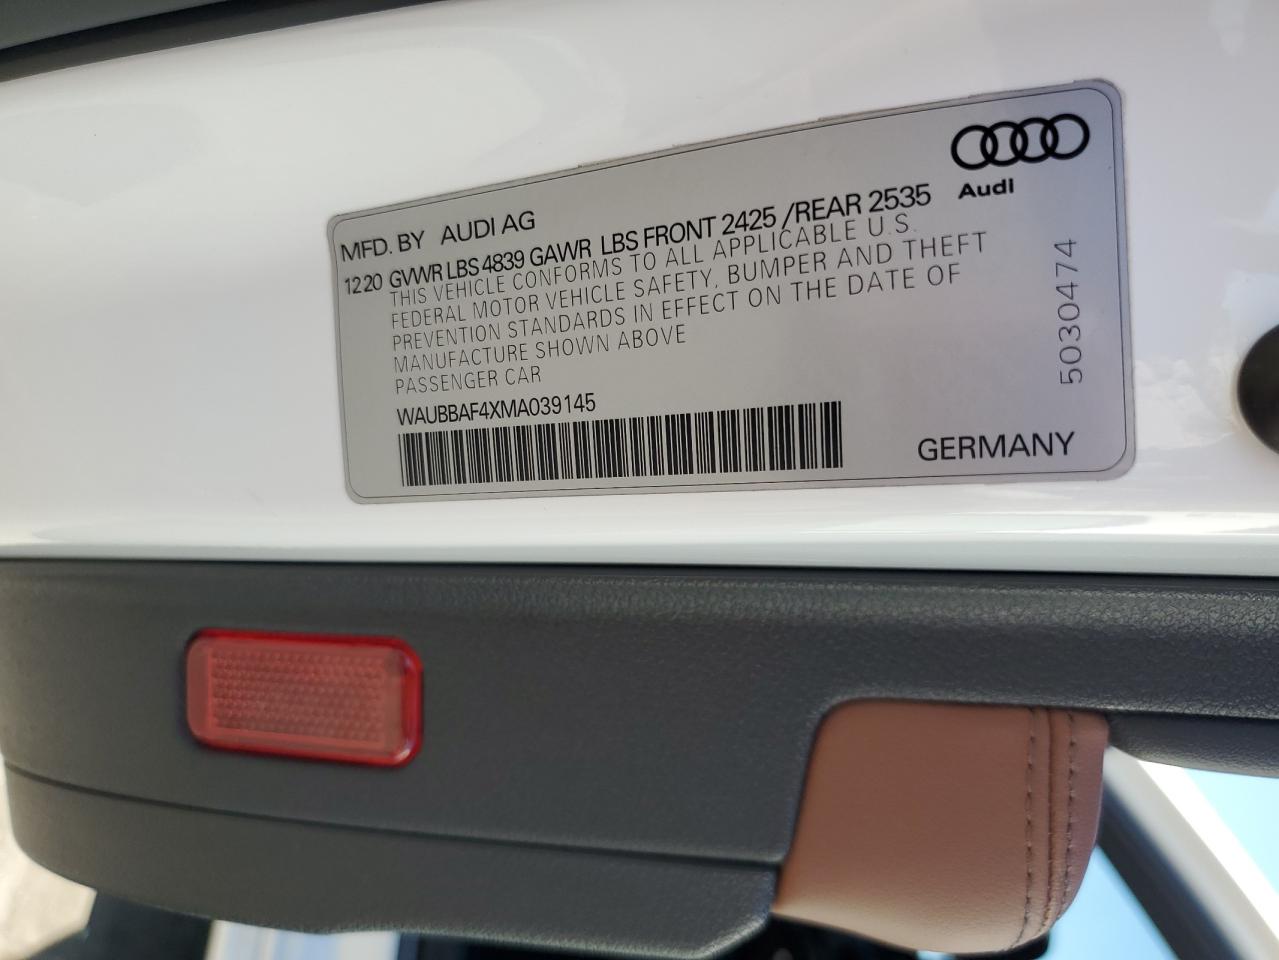 Audi
MFD. BY AUDI AG
12 20 GVWR LBS 4839 GAWR LBS FRONT 2425 /REAR 2535
THIS VEHICLE CONFORMS TO ALL APPLICABLE U.S.
FEDERAL MOTOR VEHICLE SAFETY, BUMPER AND THEFT
PREVENTION STANDARDS IN EFFECT ON THE DATE OF
MANUFACTURE SHOWN ABOVE
PASSENGER CAR
WAUBBAF4XMA039145
GERMANY
50304474